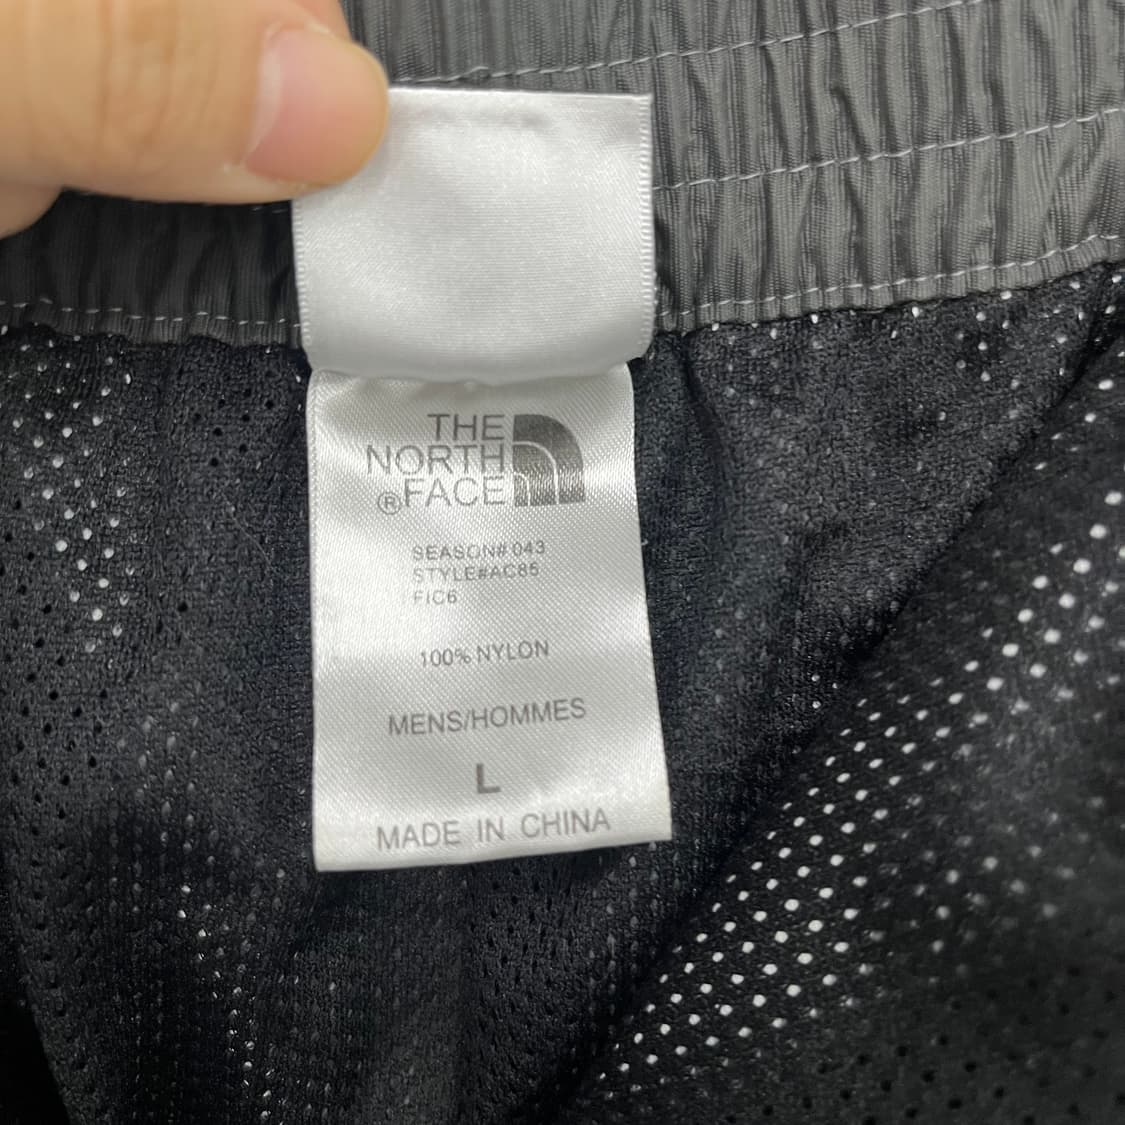 THE
NORTH
®FACE
SEASON# 043
STYLE#AC85
FIC6
100% NYLON
MENS/HOMMES
L
MADE IN CHINA